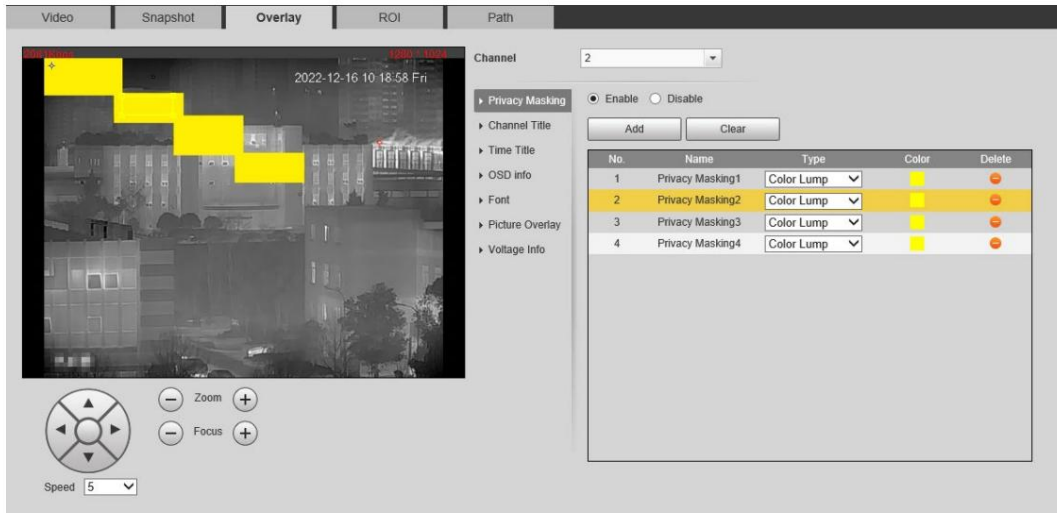 Video Snapshot Overlay ROI Path
1280 * 1024
2022-12-16 10:18:58 Fri
Channel 2
Privacy Masking
Channel Title
Time Title
OSD info
Font
Picture Overlay
Voltage Info
Enable Disable
Add Clear
No. Name Type Color Delete
1 Privacy Masking1 Color Lump
2 Privacy Masking2 Color Lump
3 Privacy Masking3 Color Lump
4 Privacy Masking4 Color Lump
Zoom
Focus
Speed 5